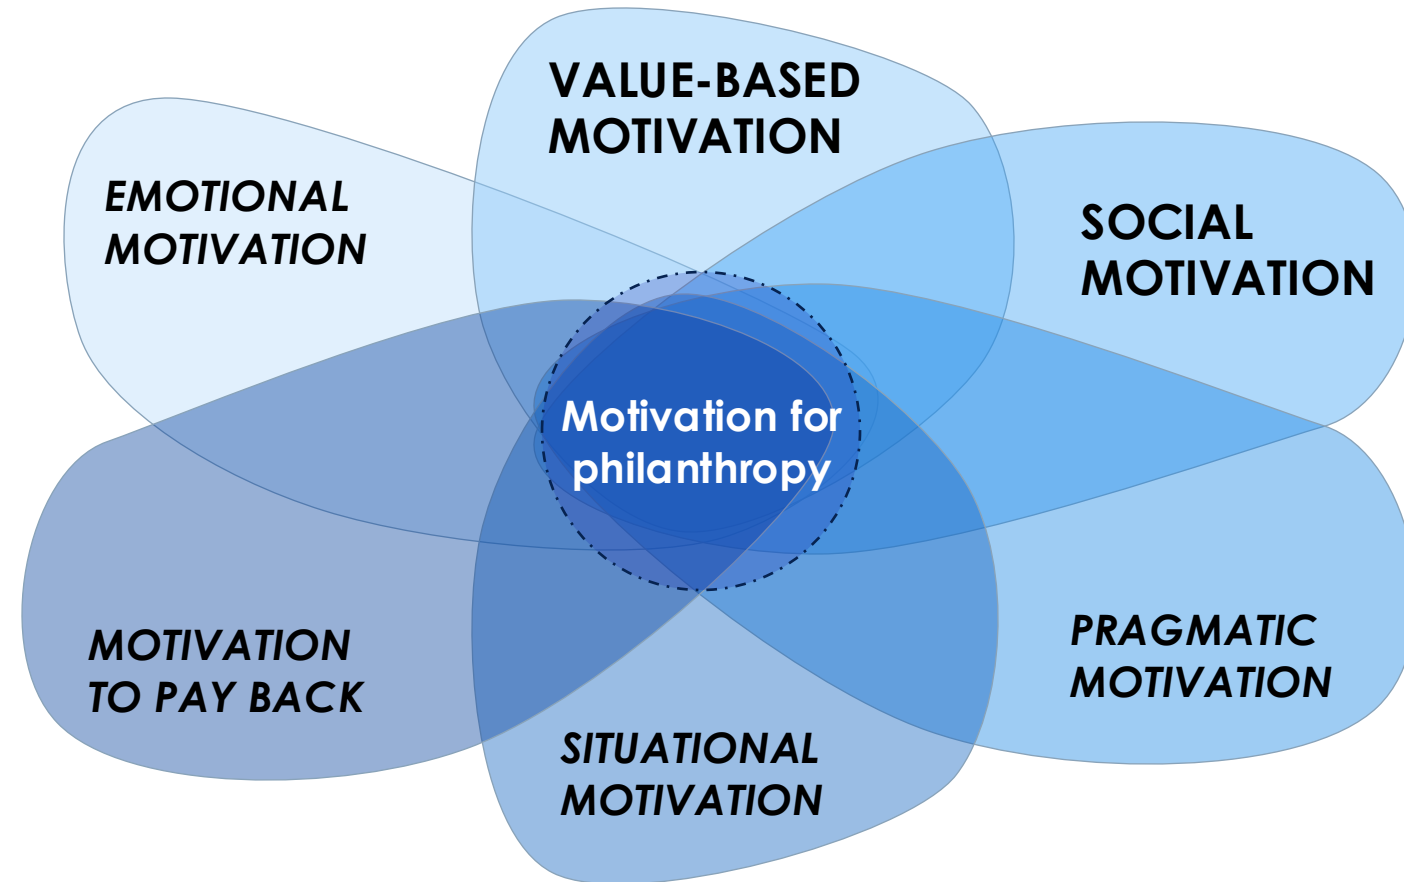 VALUE-BASED
MOTIVATION
EMOTIONAL
MOTIVATION
SOCIAL
MOTIVATION
Motivation for
philanthropy
MOTIVATION
TO PAY BACK
PRAGMATIC
MOTIVATION
SITUATIONAL
MOTIVATION